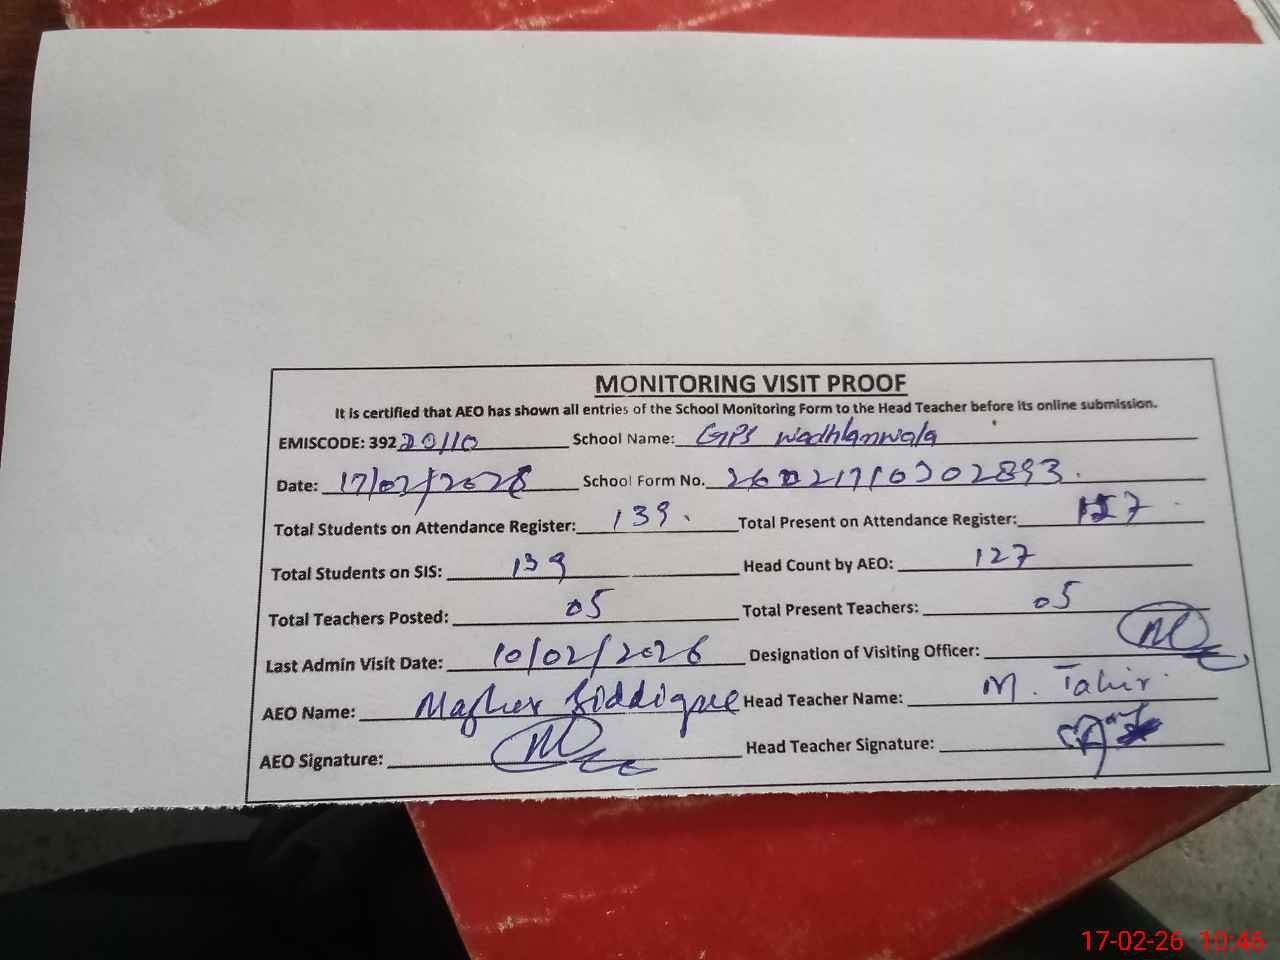 MONITORING VISIT PROOF
It is certified that AEO has shown all entries of the School Monitoring Form to the Head Teacher before its online submission.
EMISCODE: 39220110 School Name: GPS Wadhlanwala
Date: 17/02/2026 School Form No. 
Total Students on Attendance Register: 139. Total Present on Attendance Register: 127
Total Students on SIS: 139 Head Count by AEO: 127
Total Teachers Posted: 05 Total Present Teachers: 05
Last Admin Visit Date: 10/02/2026 Designation of Visiting Officer:
AEO Name: Mazher Siddique Head Teacher Name: M. Tahir.
AEO Signature: Head Teacher Signature:
17-02-26 10:46